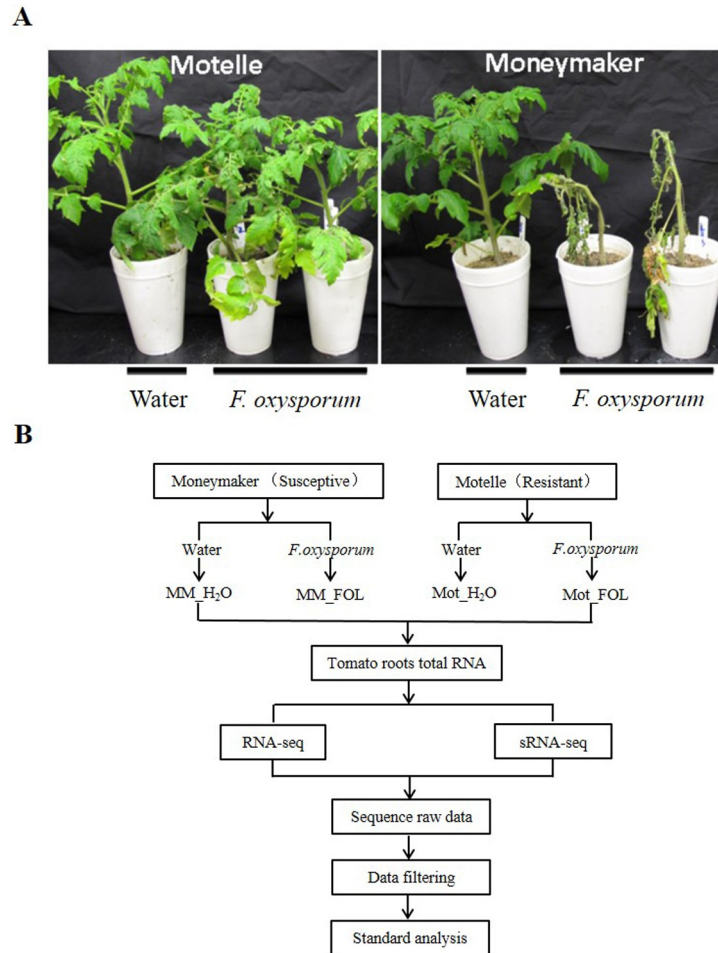 A
Motelle
Moneymaker
Water
F. oxysporum
Water
F. oxysporum
B
Moneymaker （Susceptive）
Motelle（Resistant）
Water
F.oxysporum
Water
F.oxysporum
MM_H₂O
MM_FOL
Mot_H₂O
Mot_FOL
Tomato roots total RNA
RNA-seq
sRNA-seq
Sequence raw data
Data filtering
Standard analysis